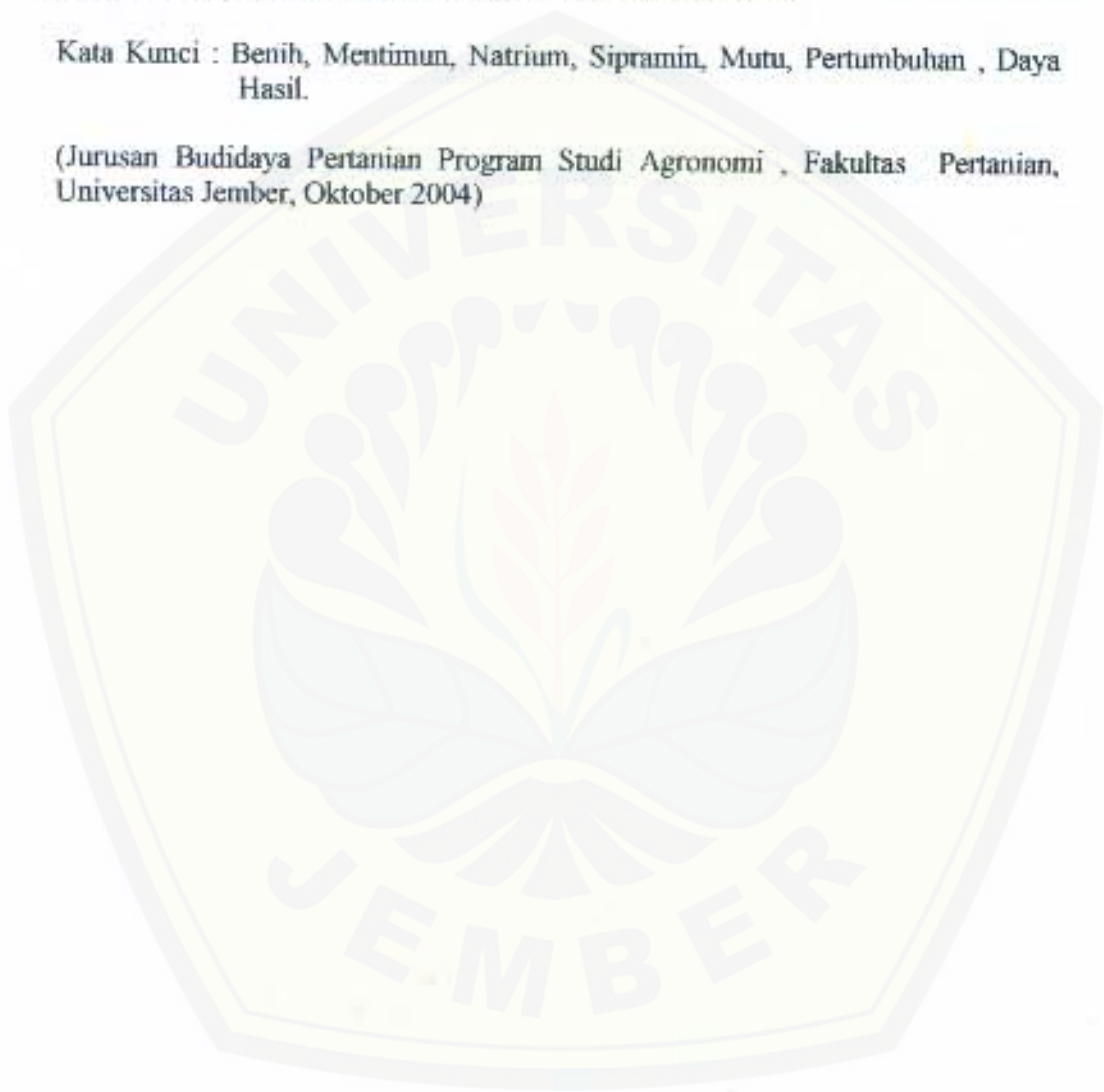 Kata Kunci : Benih, Mentimun, Natrium, Sipramin, Mutu, Pertumbuhan , Daya
Hasil.
(Jurusan Budidaya Pertanian Program Studi Agronomi , Fakultas Pertanian,
Universitas Jember, Oktober 2004)
UNIVERSITAS
JEMBER